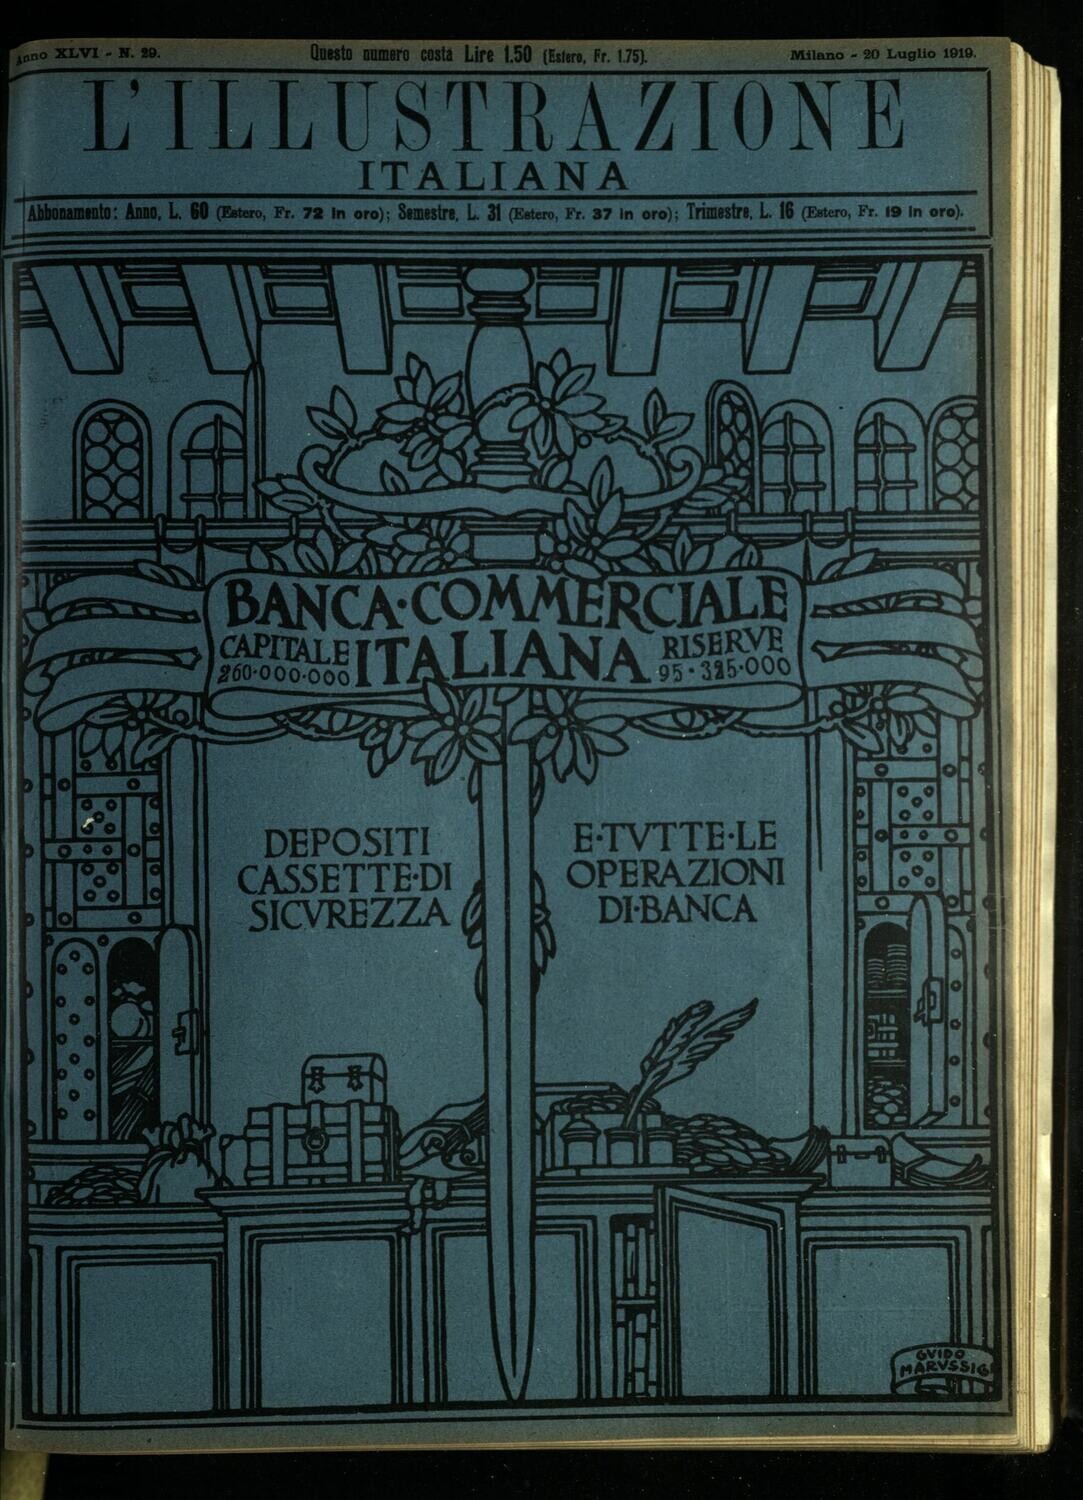 Anno XLVI - N. 29.
Questo numero costa Lire 1.50 (Estero, Fr. 1.75).
Milano - 20 Luglio 1919.
L'ILLUSTRAZIONE
ITALIANA
Abbonamento: Anno, L. 60 (Estero, Fr. 72 in oro); Semestre, L. 31 (Estero, Fr. 37 in oro); Trimestre, L. 16 (Estero, Fr. 19 in oro).
BANCA·COMMERCIALE
ITALIANA
CAPITALE
260·000·000
RISERVE
95·325·000
DEPOSITI
CASSETTE·DI
SICVREZZA
E·TVTTE·LE
OPERAZIONI
DI·BANCA
GVIDO
MARVSSIG